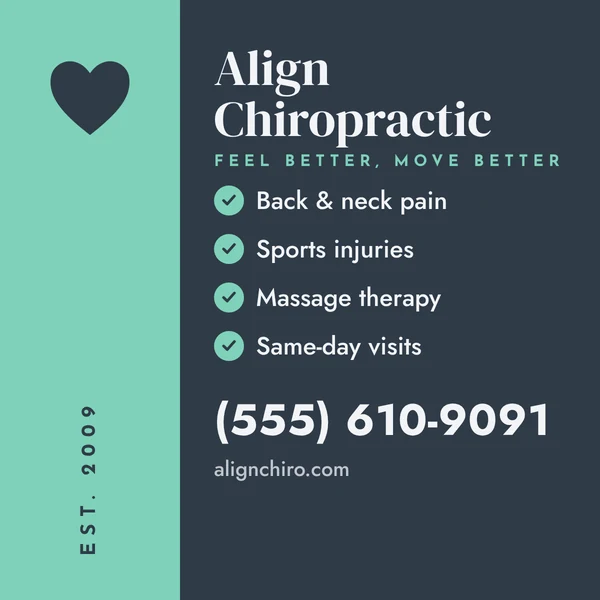 Align
Chiropractic
FEEL BETTER, MOVE BETTER
Back & neck pain
Sports injuries
Massage therapy
Same-day visits
(555) 610-9091
alignchiro.com
EST. 2009